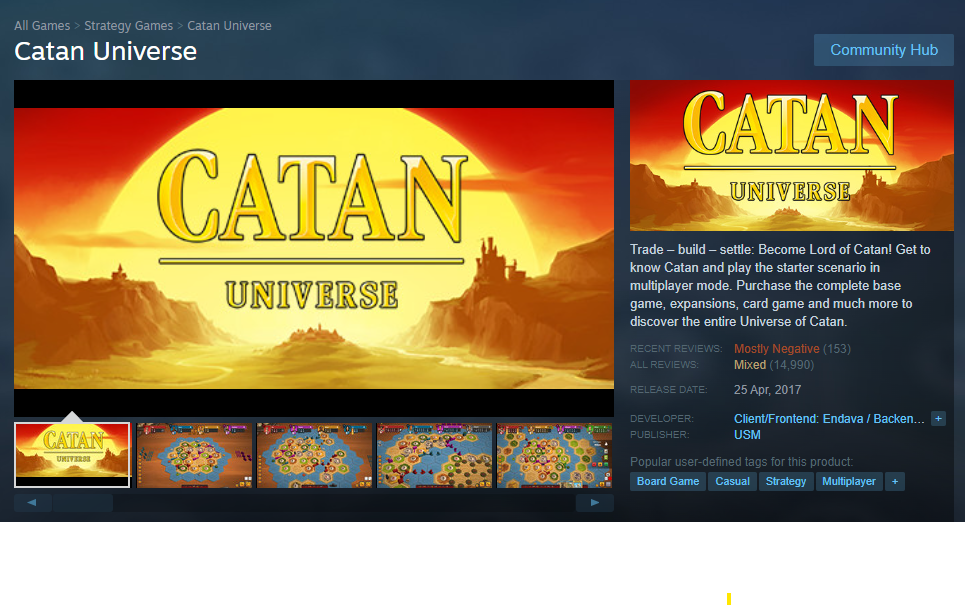 All Games > Strategy Games > Catan Universe
Catan Universe
Community Hub
CATAN
UNIVERSE
CATAN
UNIVERSE
Trade – build – settle: Become Lord of Catan! Get to
know Catan and play the starter scenario in
multiplayer mode. Purchase the complete base
game, expansions, card game and much more to
discover the entire Universe of Catan.
RECENT REVIEWS: Mostly Negative (153)
ALL REVIEWS: Mixed (14,990)
RELEASE DATE: 25 Apr, 2017
DEVELOPER: Client/Frontend: Endava / Backen... +
PUBLISHER: USM
Popular user-defined tags for this product:
Board Game Casual Strategy Multiplayer +
CATAN
UNIVERSE